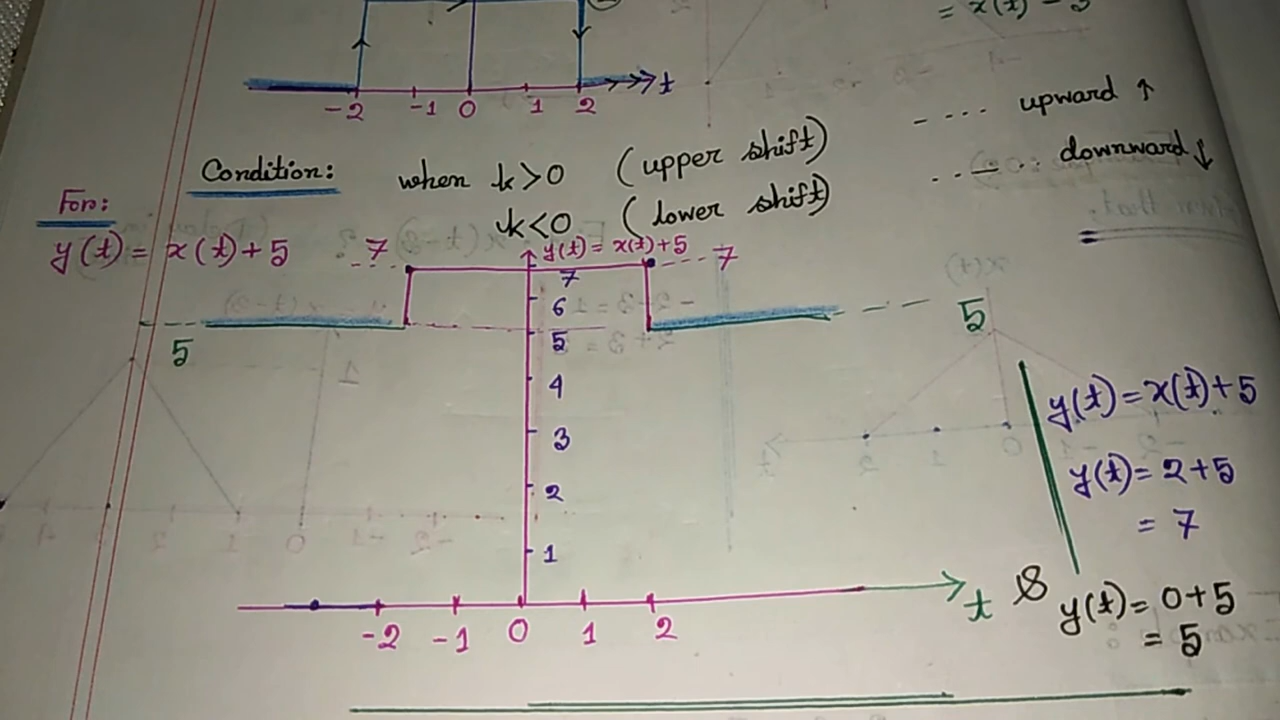 = x(t) - 3
t
-2 -1 0 1 2
upward ↑
downward ↓
Condition: when k>0 (upper shift)
k<0 (lower shift)
For:
y(t) = x(t)+5
y(t) = x(t)+5
7 7
7
6
5
4
3
2
1
5 5
-2 -1 0 1 2 t
y(t) = x(t)+5
y(t) = 2+5
= 7
&
y(t) = 0+5
= 5